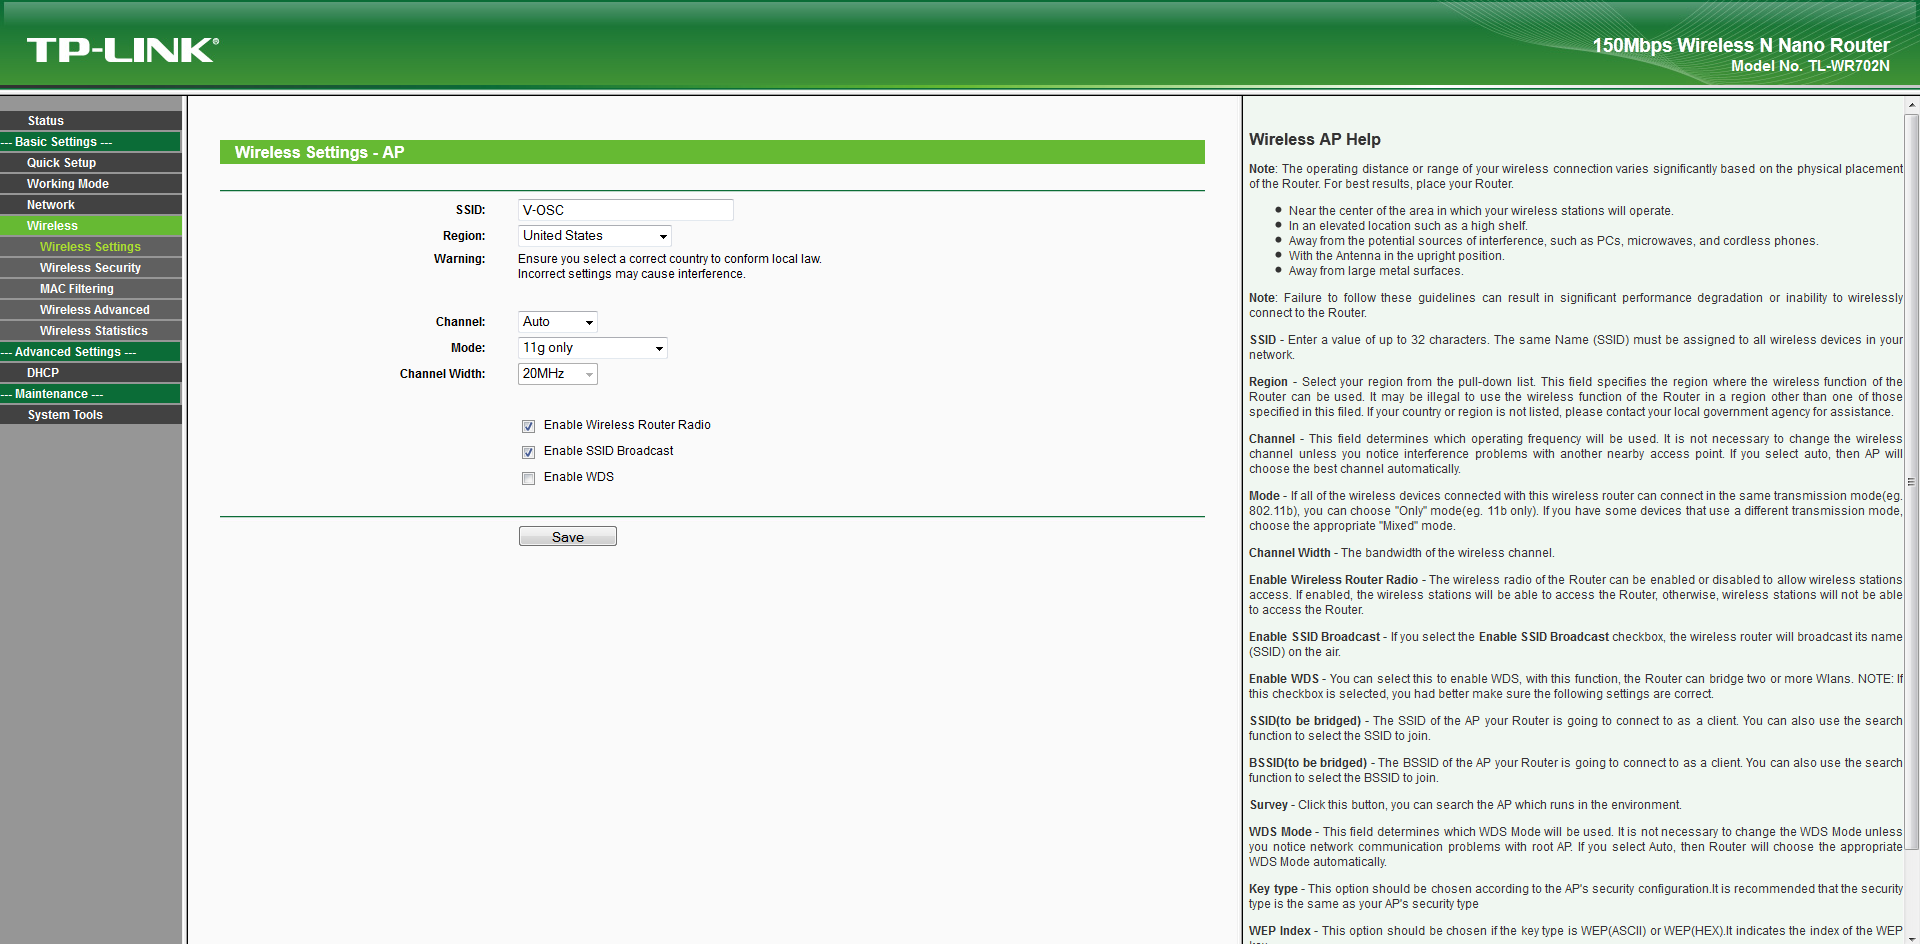 TP-LINK®
150Mbps Wireless N Nano Router
Model No. TL-WR702N
Status
--- Basic Settings ---
Quick Setup
Working Mode
Network
Wireless
Wireless Settings
Wireless Security
MAC Filtering
Wireless Advanced
Wireless Statistics
--- Advanced Settings ---
DHCP
--- Maintenance ---
System Tools
Wireless Settings - AP
SSID: V-OSC
Region: United States
Warning: Ensure you select a correct country to conform local law.
Incorrect settings may cause interference.
Channel: Auto
Mode: 11g only
Channel Width: 20MHz
Enable Wireless Router Radio
Enable SSID Broadcast
Enable WDS
Save
Wireless AP Help
Note: The operating distance or range of your wireless connection varies significantly based on the physical placement
of the Router. For best results, place your Router.
Near the center of the area in which your wireless stations will operate.
In an elevated location such as a high shelf.
Away from the potential sources of interference, such as PCs, microwaves, and cordless phones.
With the Antenna in the upright position.
Away from large metal surfaces.
Note: Failure to follow these guidelines can result in significant performance degradation or inability to wirelessly
connect to the Router.
SSID - Enter a value of up to 32 characters. The same Name (SSID) must be assigned to all wireless devices in your
network.
Region - Select your region from the pull-down list. This field specifies the region where the wireless function of the
Router can be used. It may be illegal to use the wireless function of the Router in a region other than one of those
specified in this filed. If your country or region is not listed, please contact your local government agency for assistance.
Channel - This field determines which operating frequency will be used. It is not necessary to change the wireless
channel unless you notice interference problems with another nearby access point. If you select auto, then AP will
choose the best channel automatically.
Mode - If all of the wireless devices connected with this wireless router can connect in the same transmission mode(eg.
802.11b), you can choose "Only" mode(eg. 11b only). If you have some devices that use a different transmission mode,
choose the appropriate "Mixed" mode.
Channel Width - The bandwidth of the wireless channel.
Enable Wireless Router Radio - The wireless radio of the Router can be enabled or disabled to allow wireless stations
access. If enabled, the wireless stations will be able to access the Router, otherwise, wireless stations will not be able
to access the Router.
Enable SSID Broadcast - If you select the Enable SSID Broadcast checkbox, the wireless router will broadcast its name
(SSID) on the air.
Enable WDS - You can select this to enable WDS, with this function, the Router can bridge two or more Wlans. NOTE: If
this checkbox is selected, you had better make sure the following settings are correct.
SSID(to be bridged) - The SSID of the AP your Router is going to connect to as a client. You can also use the search
function to select the SSID to join.
BSSID(to be bridged) - The BSSID of the AP your Router is going to connect to as a client. You can also use the search
function to select the BSSID to join.
Survey - Click this button, you can search the AP which runs in the environment.
WDS Mode - This field determines which WDS Mode will be used. It is not necessary to change the WDS Mode unless
you notice network communication problems with root AP. If you select Auto, then Router will choose the appropriate
WDS Mode automatically.
Key type - This option should be chosen according to the AP's security configuration.It is recommended that the security
type is the same as your AP's security type
WEP Index - This option should be chosen if the key type is WEP(ASCII) or WEP(HEX).It indicates the index of the WEP